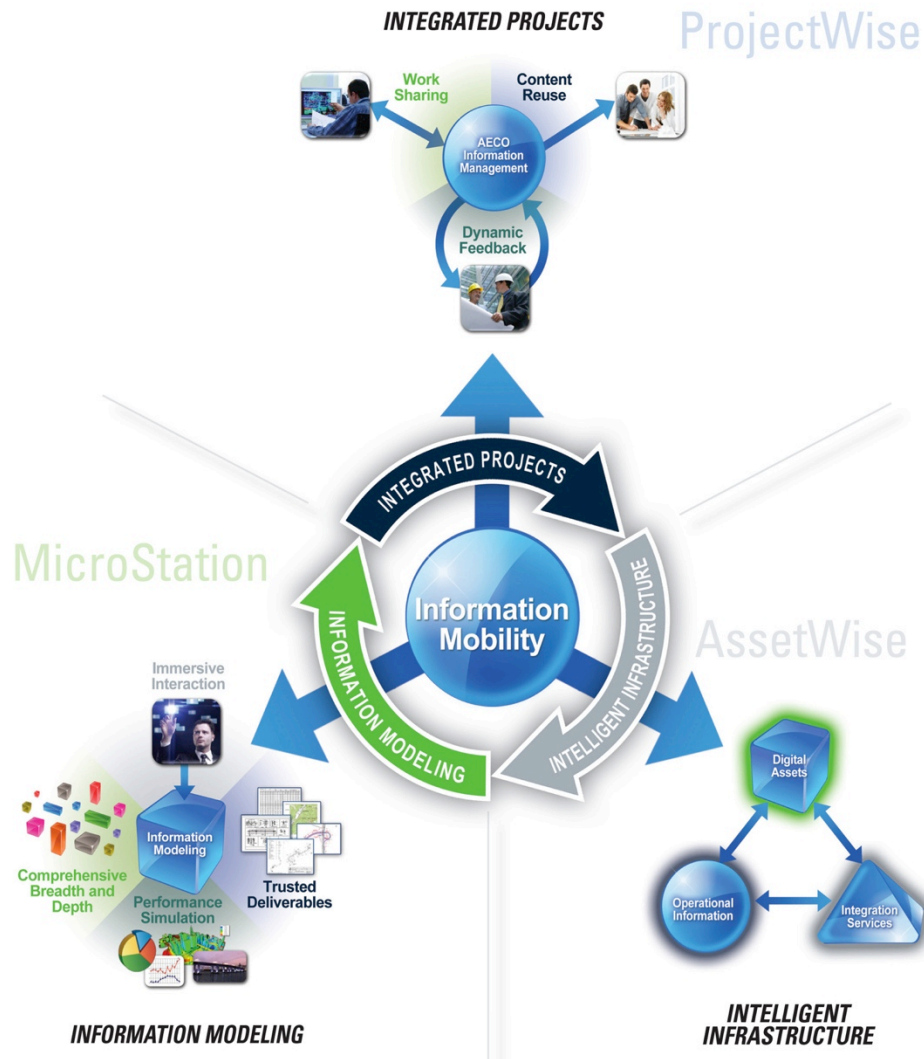 INTEGRATED PROJECTS
ProjectWise
Work
Sharing
Content
Reuse
AECO
Information
Management
Dynamic
Feedback
INTEGRATED PROJECTS
MicroStation
Information
Mobility
INFORMATION MODELING
INTELLIGENT INFRASTRUCTURE
AssetWise
Immersive
Interaction
Information
Modeling
Comprehensive
Breadth and
Depth
Performance
Simulation
Trusted
Deliverables
Digital
Assets
Operational
Information
Integration
Services
INFORMATION MODELING
INTELLIGENT
INFRASTRUCTURE